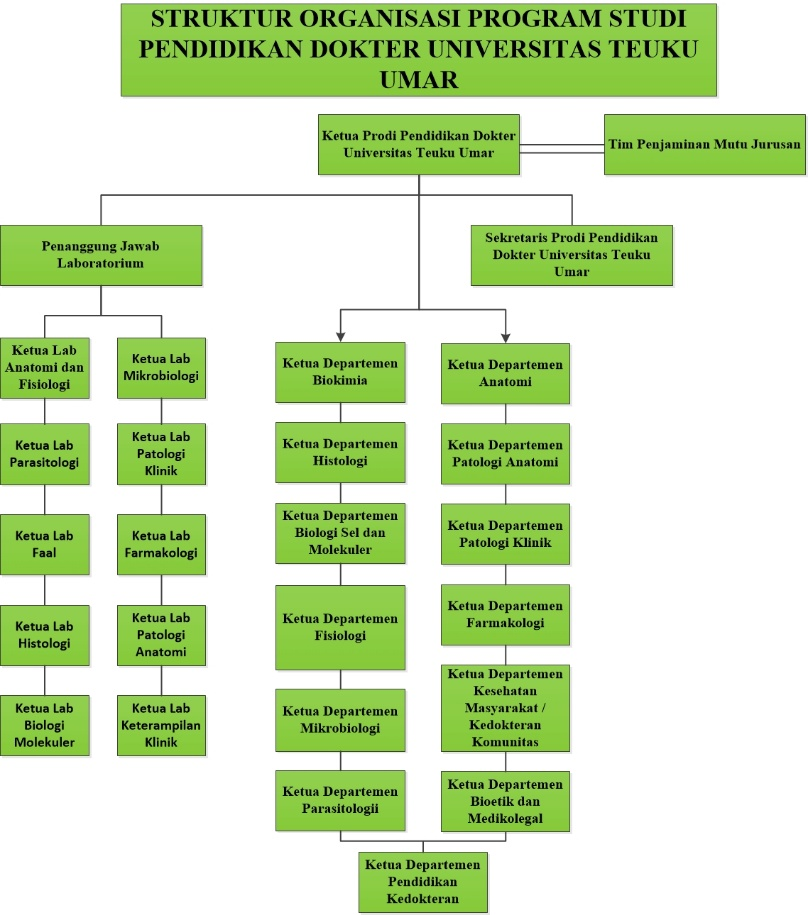 STRUKTUR ORGANISASI PROGRAM STUDI
PENDIDIKAN DOKTER UNIVERSITAS TEUKU
UMAR
Ketua Prodi Pendidikan Dokter
Universitas Teuku Umar
Tim Penjaminan Mutu Jurusan
Penanggung Jawab
Laboratorium
Sekretaris Prodi Pendidikan
Dokter Universitas Teuku
Umar
Ketua Lab
Anatomi dan
Fisiologi
Ketua Lab
Parasitologi
Ketua Lab
Faal
Ketua Lab
Histologi
Ketua Lab
Biologi
Molekuler
Ketua Lab
Mikrobiologi
Ketua Lab
Patologi
Klinik
Ketua Lab
Farmakologi
Ketua Lab
Patologi
Anatomi
Ketua Lab
Keterampilan
Klinik
Ketua Departemen
Biokimia
Ketua Departemen
Histologi
Ketua Departemen
Biologi Sel dan
Molekuler
Ketua Departemen
Fisiologi
Ketua Departemen
Mikrobiologi
Ketua Departemen
Parasitologii
Ketua Departemen
Anatomi
Ketua Departemen
Patologi Anatomi
Ketua Departemen
Patologi Klinik
Ketua Departemen
Farmakologi
Ketua Departemen
Kesehatan
Masyarakat /
Kedokteran
Komunitas
Ketua Departemen
Bioetik dan
Medikolegal
Ketua Departemen
Pendidikan
Kedokteran